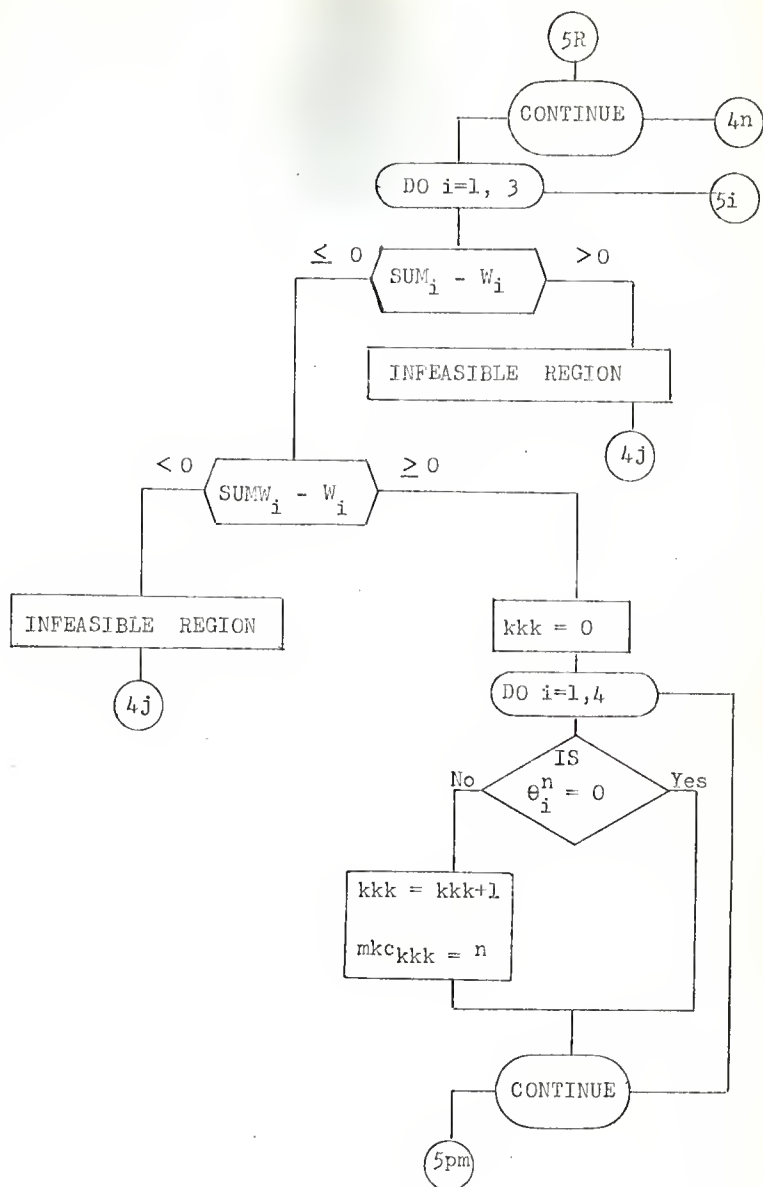 5R
CONTINUE
4n
DO i=1, 3
5i
≤ 0
SUMi - Wi
>0
INFEASIBLE REGION
4j
<0
SUMWi - Wi
≥0
INFEASIBLE REGION
4j
kkk = 0
DO i=1,4
IS
No
θ_i^n = 0
Yes
kkk = kkk+1
mkckkk = n
CONTINUE
5pm